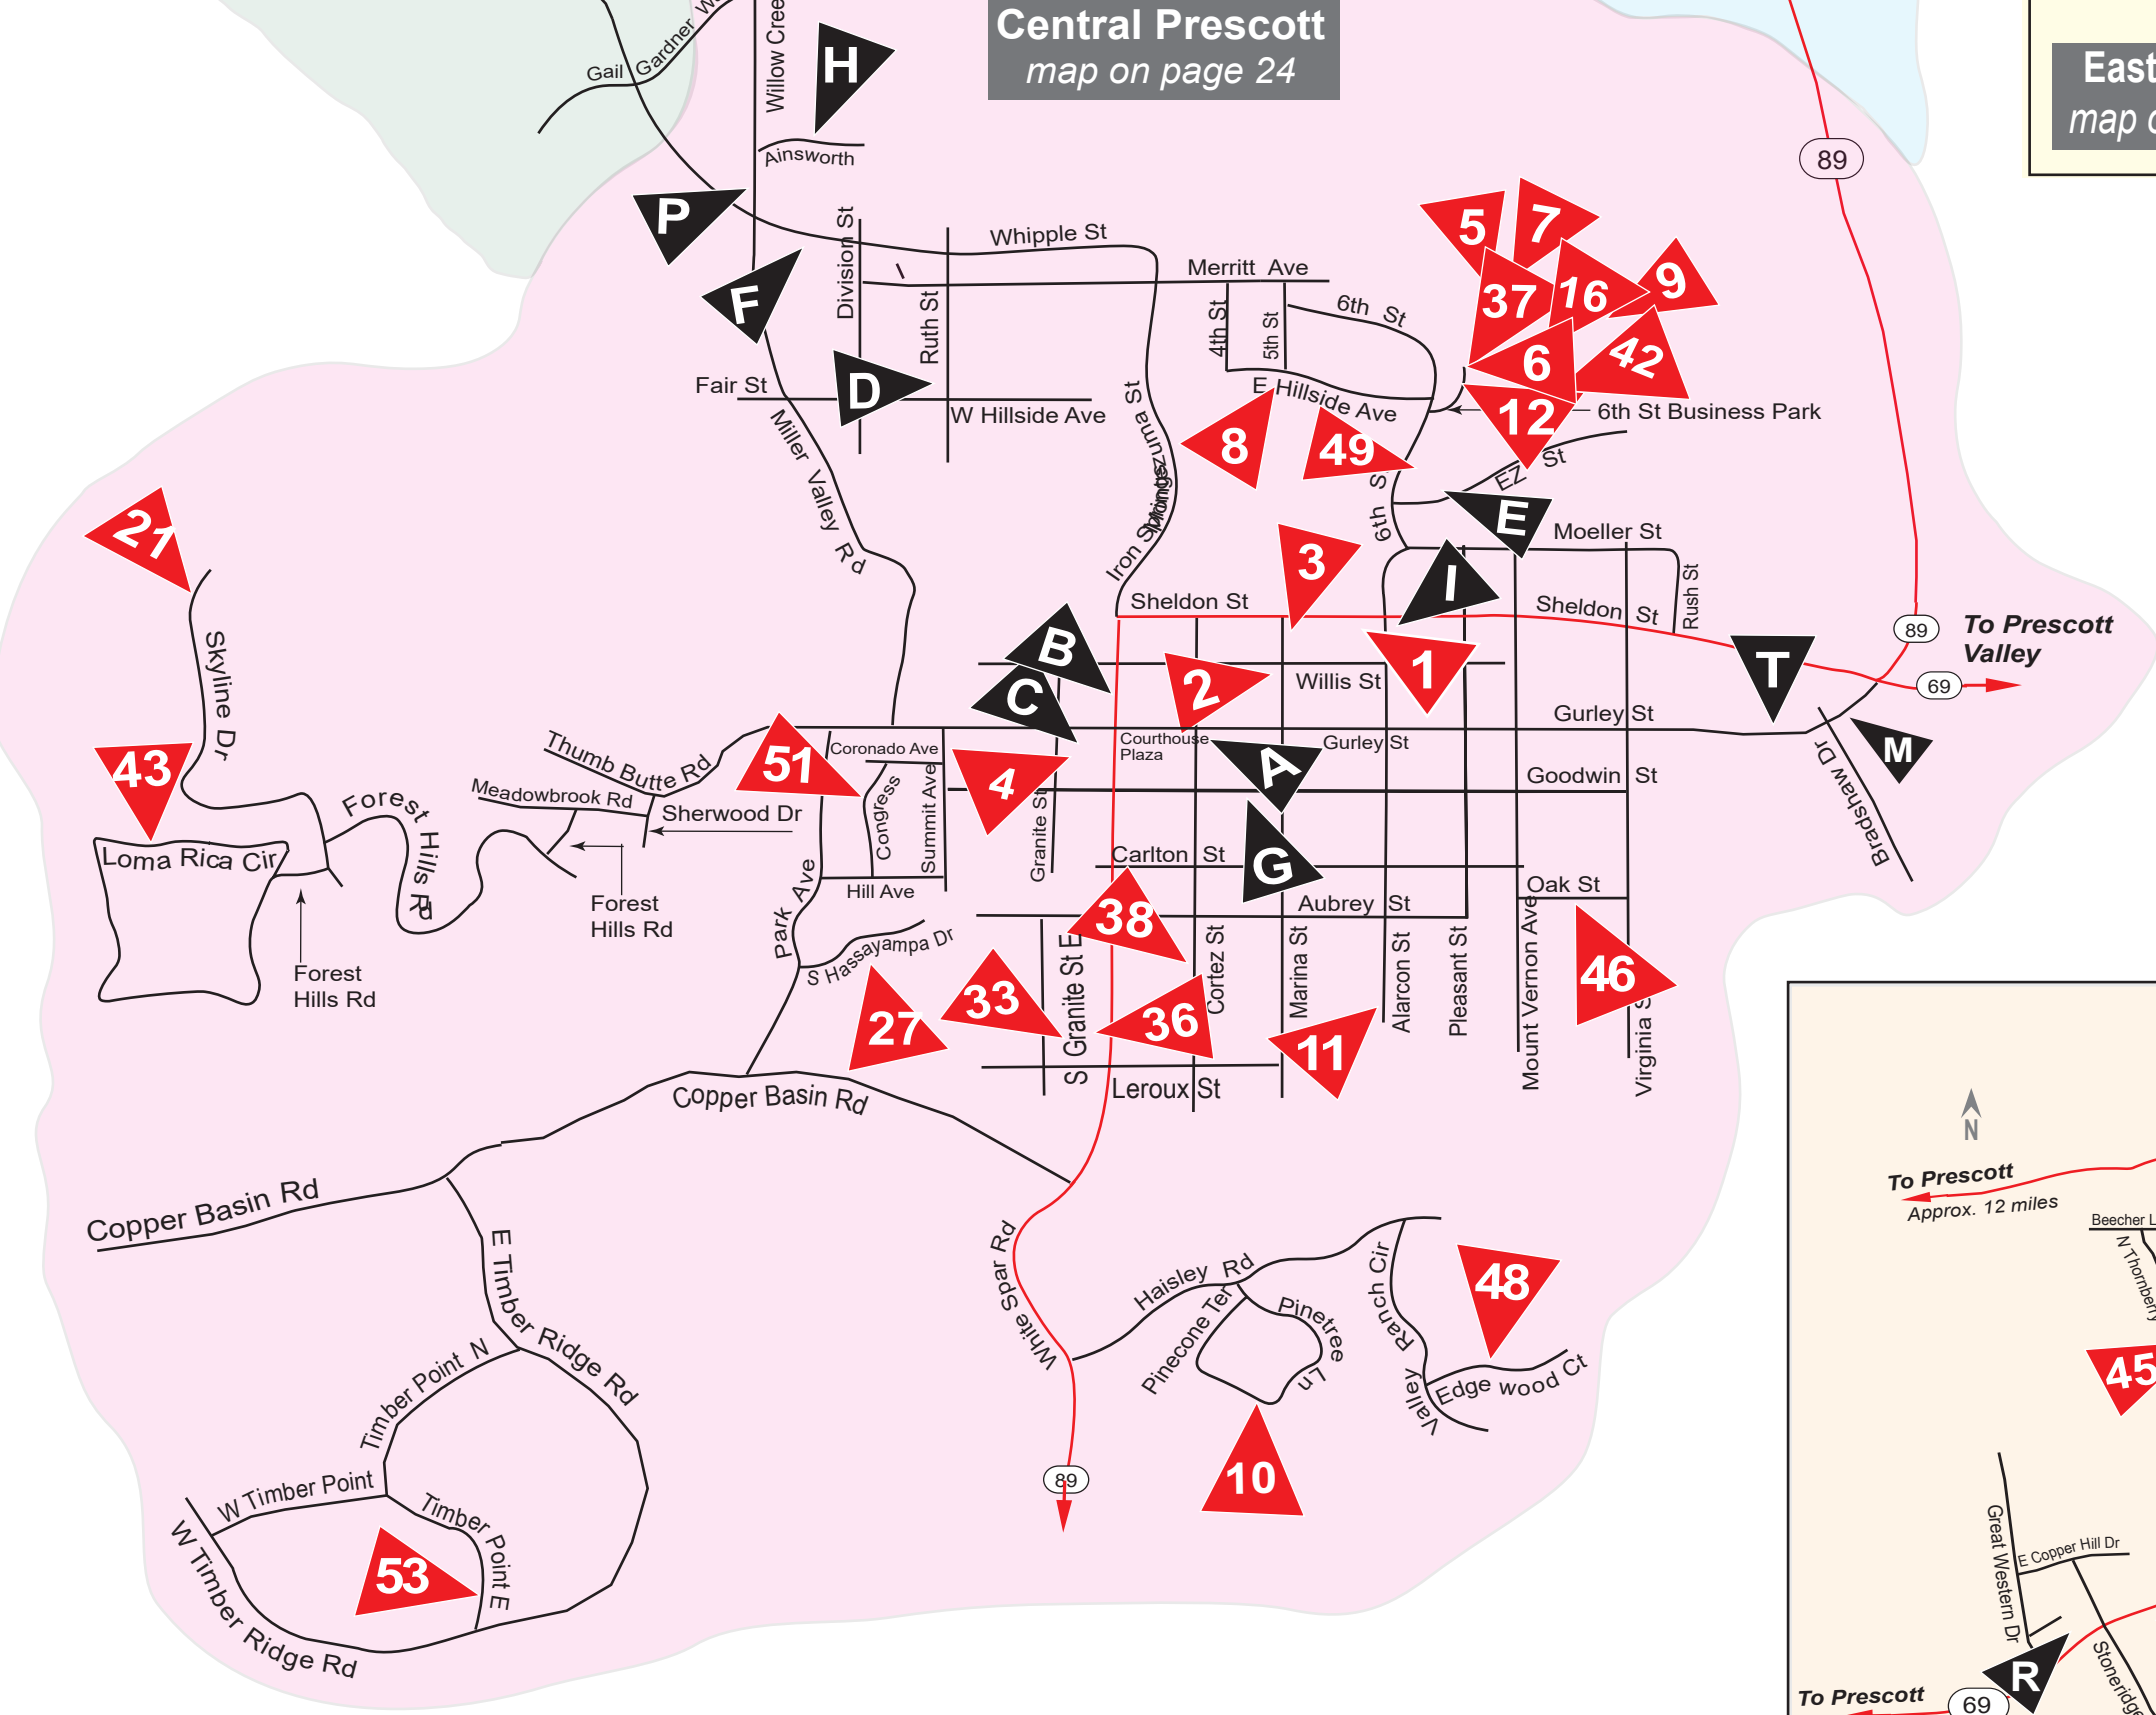 Central Prescott
map on page 24
East
map
Gail Gardner
Willow Cree
H
Ainsworth
89
P
Division St
Whipple St
5
7
F
Merritt Ave
37
16
9
Ruth St
4th St
5th St
6th St
6
42
Fair St
D
W Hillside Ave
E Hillside Ave
12
6th St Business Park
Miller Valley Rd
Montezuma St
Iron Springs
8
49
6th St
EZ St
21
E
Moeller St
3
I
Rush St
Sheldon St
Sheldon St
89
To Prescott
Valley
69
Skyline Dr
B
C
2
Willis St
1
T
Gurley St
M
Thumb Butte Rd
51
Coronado Ave
Courthouse
Plaza
Gurley St
43
Meadowbrook Rd
Sherwood Dr
Congress
Summit Ave
4
Granite St
A
Goodwin St
Bradshaw Dr
Forest Hills Rd
Loma Rica Cir
G
Carlton St
Hill Ave
Oak St
Forest
Hills Rd
Park Ave
38
Aubrey St
S Hassayampa Dr
Forest
Hills Rd
27
33
S Granite St E
36
Cortez St
Marina St
11
Alarcon St
Pleasant St
Mount Vernon Ave
46
Virginia St
Leroux St
Copper Basin Rd
N
To Prescott
Approx. 12 miles
Copper Basin Rd
Beecher L
N Thornberry
E Timber Ridge Rd
White Spar Rd
Haisley Rd
Pinecone Ter
Pinetree Ln
Valley Ranch Cir
48
Edge wood Ct
45
Timber Point N
10
89
W Timber Point
Timber Point E
53
W Timber Ridge Rd
Great Western Dr
E Copper Hill Dr
R
Stoneridge
To Prescott
69